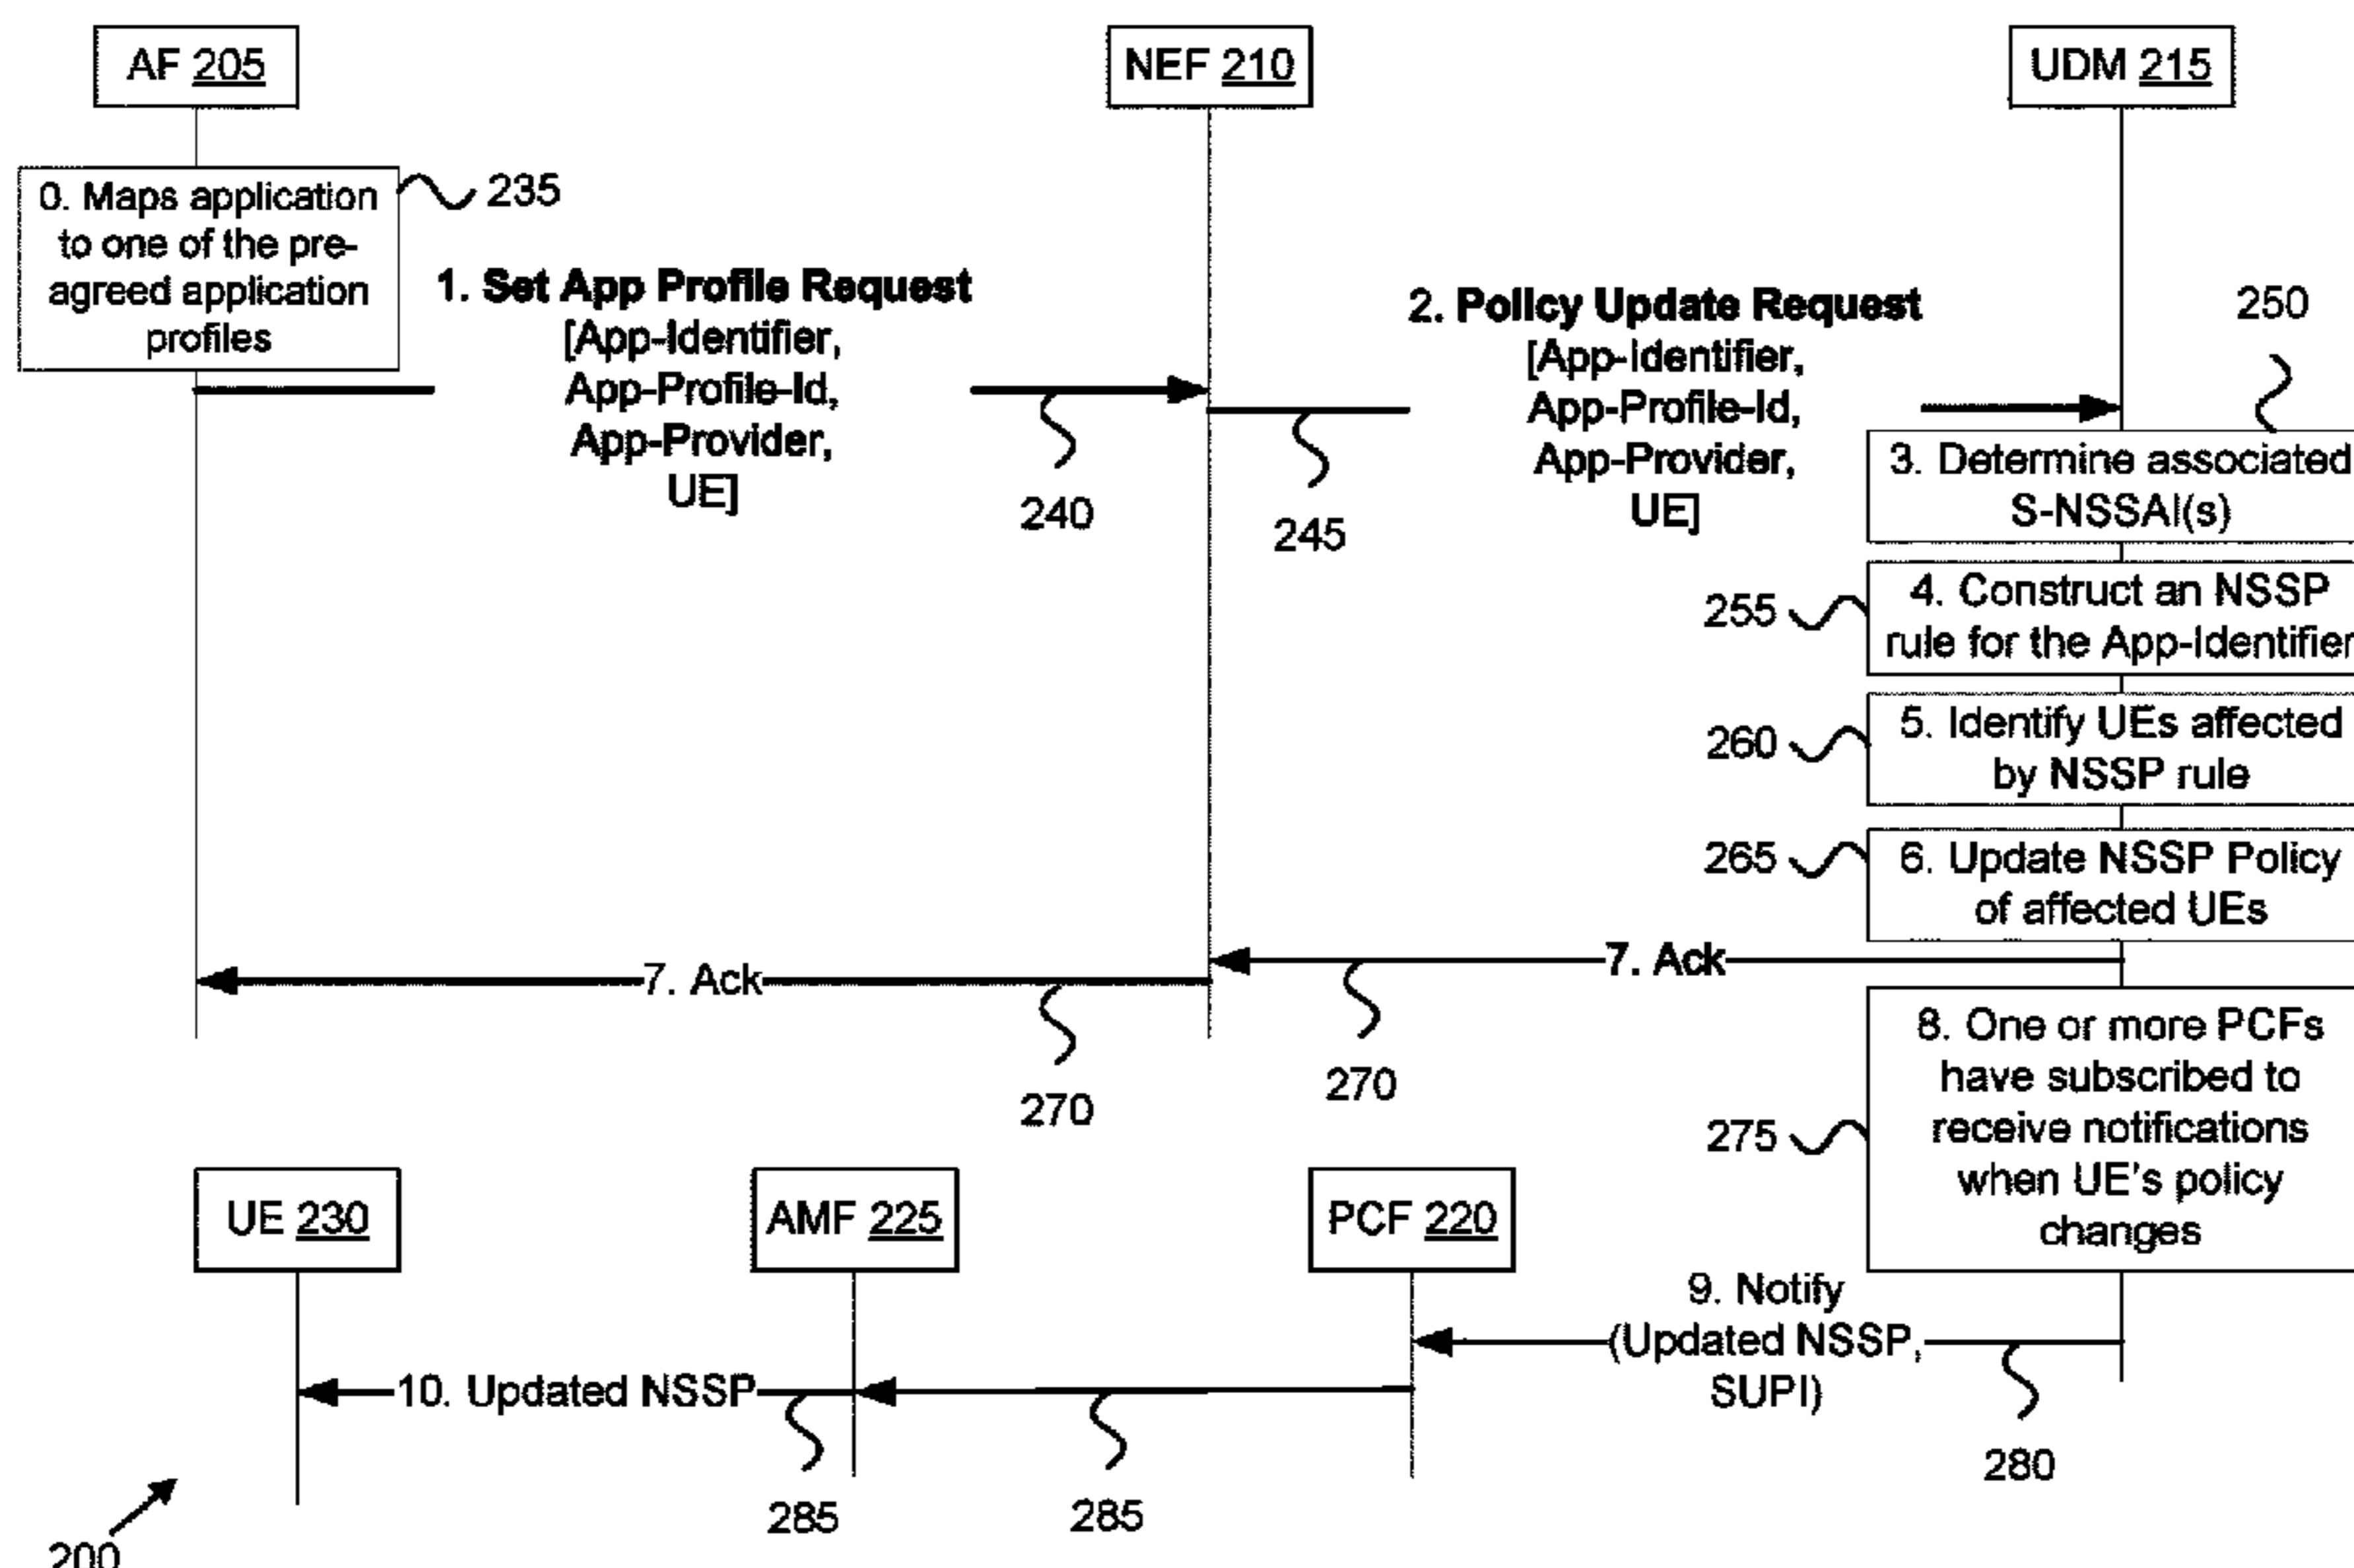 AF 205
NEF 210
UDM 215
0. Maps application
to one of the pre-
agreed application
profiles
235
1. Set App Profile Request
[App-Identifier,
App-Profile-Id,
App-Provider,
UE]
240
2. Policy Update Request
[App-Identifier,
App-Profile-Id,
App-Provider,
UE]
245
250
3. Determine associated
S-NSSAI(s)
255
4. Construct an NSSP
rule for the App-Identifier
260
5. Identify UEs affected
by NSSP rule
265
6. Update NSSP Policy
of affected UEs
7. Ack
270
7. Ack
270
275
8. One or more PCFs
have subscribed to
receive notifications
when UE's policy
changes
UE 230
AMF 225
PCF 220
9. Notify
(Updated NSSP,
SUPI)
280
10. Updated NSSP
285
285
200